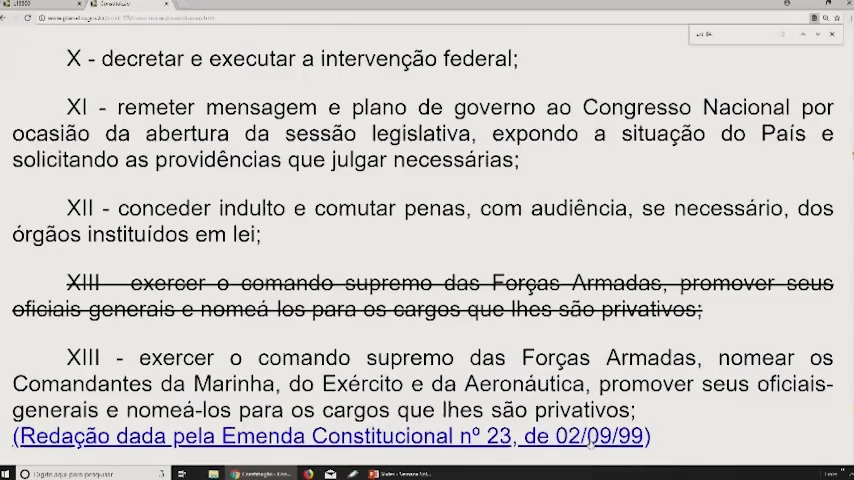 Constituição
X - decretar e executar a intervenção federal;
XI - remeter mensagem e plano de governo ao Congresso Nacional por
ocasião da abertura da sessão legislativa, expondo a situação do País e
solicitando as providências que julgar necessárias;
XII - conceder indulto e comutar penas, com audiência, se necessário, dos
órgãos instituídos em lei;
XIII - exercer o comando supremo das Forças Armadas, promover seus
oficiais-generais e nomeá-los para os cargos que lhes são privativos;
XIII - exercer o comando supremo das Forças Armadas, nomear os
Comandantes da Marinha, do Exército e da Aeronáutica, promover seus oficiais-
generais e nomeá-los para os cargos que lhes são privativos;
(Redação dada pela Emenda Constitucional nº 23, de 02/09/99)
Digite aqui para pesquisar